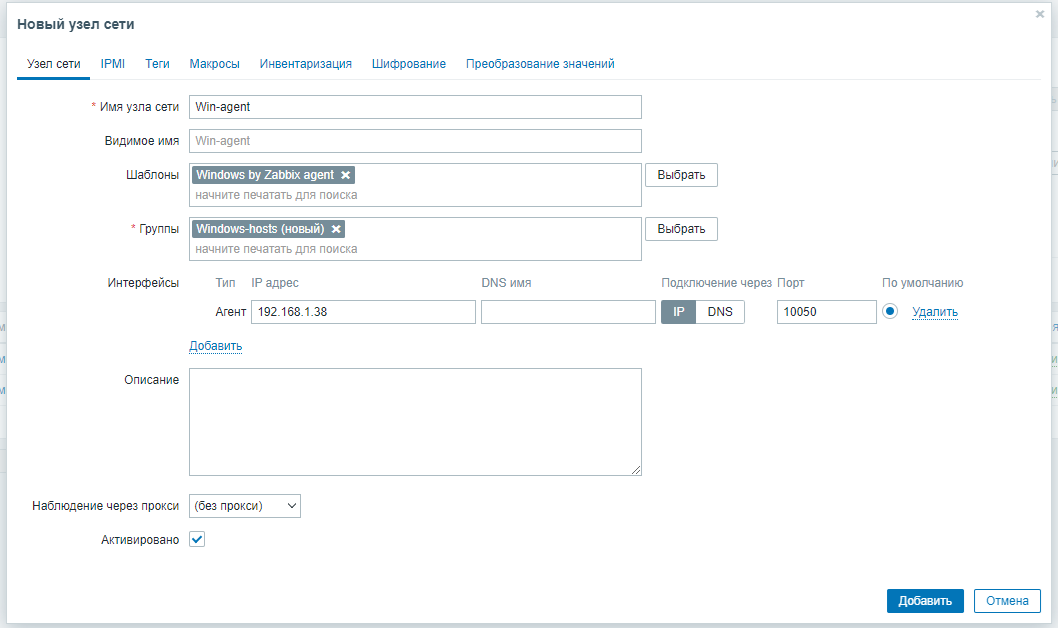 Новый узел сети
Узел сети IPMI Теги Макросы Инвентаризация Шифрование Преобразование значений
* Имя узла сети Win-agent
Видимое имя Win-agent
Шаблоны Windows by Zabbix agent Выбрать
начните печатать для поиска
* Группы Windows-hosts (новый) Выбрать
начните печатать для поиска
Интерфейсы Тип IP адрес DNS имя Подключение через Порт По умолчанию
Агент 192.168.1.38 IP DNS 10050 Удалить
Добавить
Описание
Наблюдение через прокси (без прокси)
Активировано
Добавить Отмена